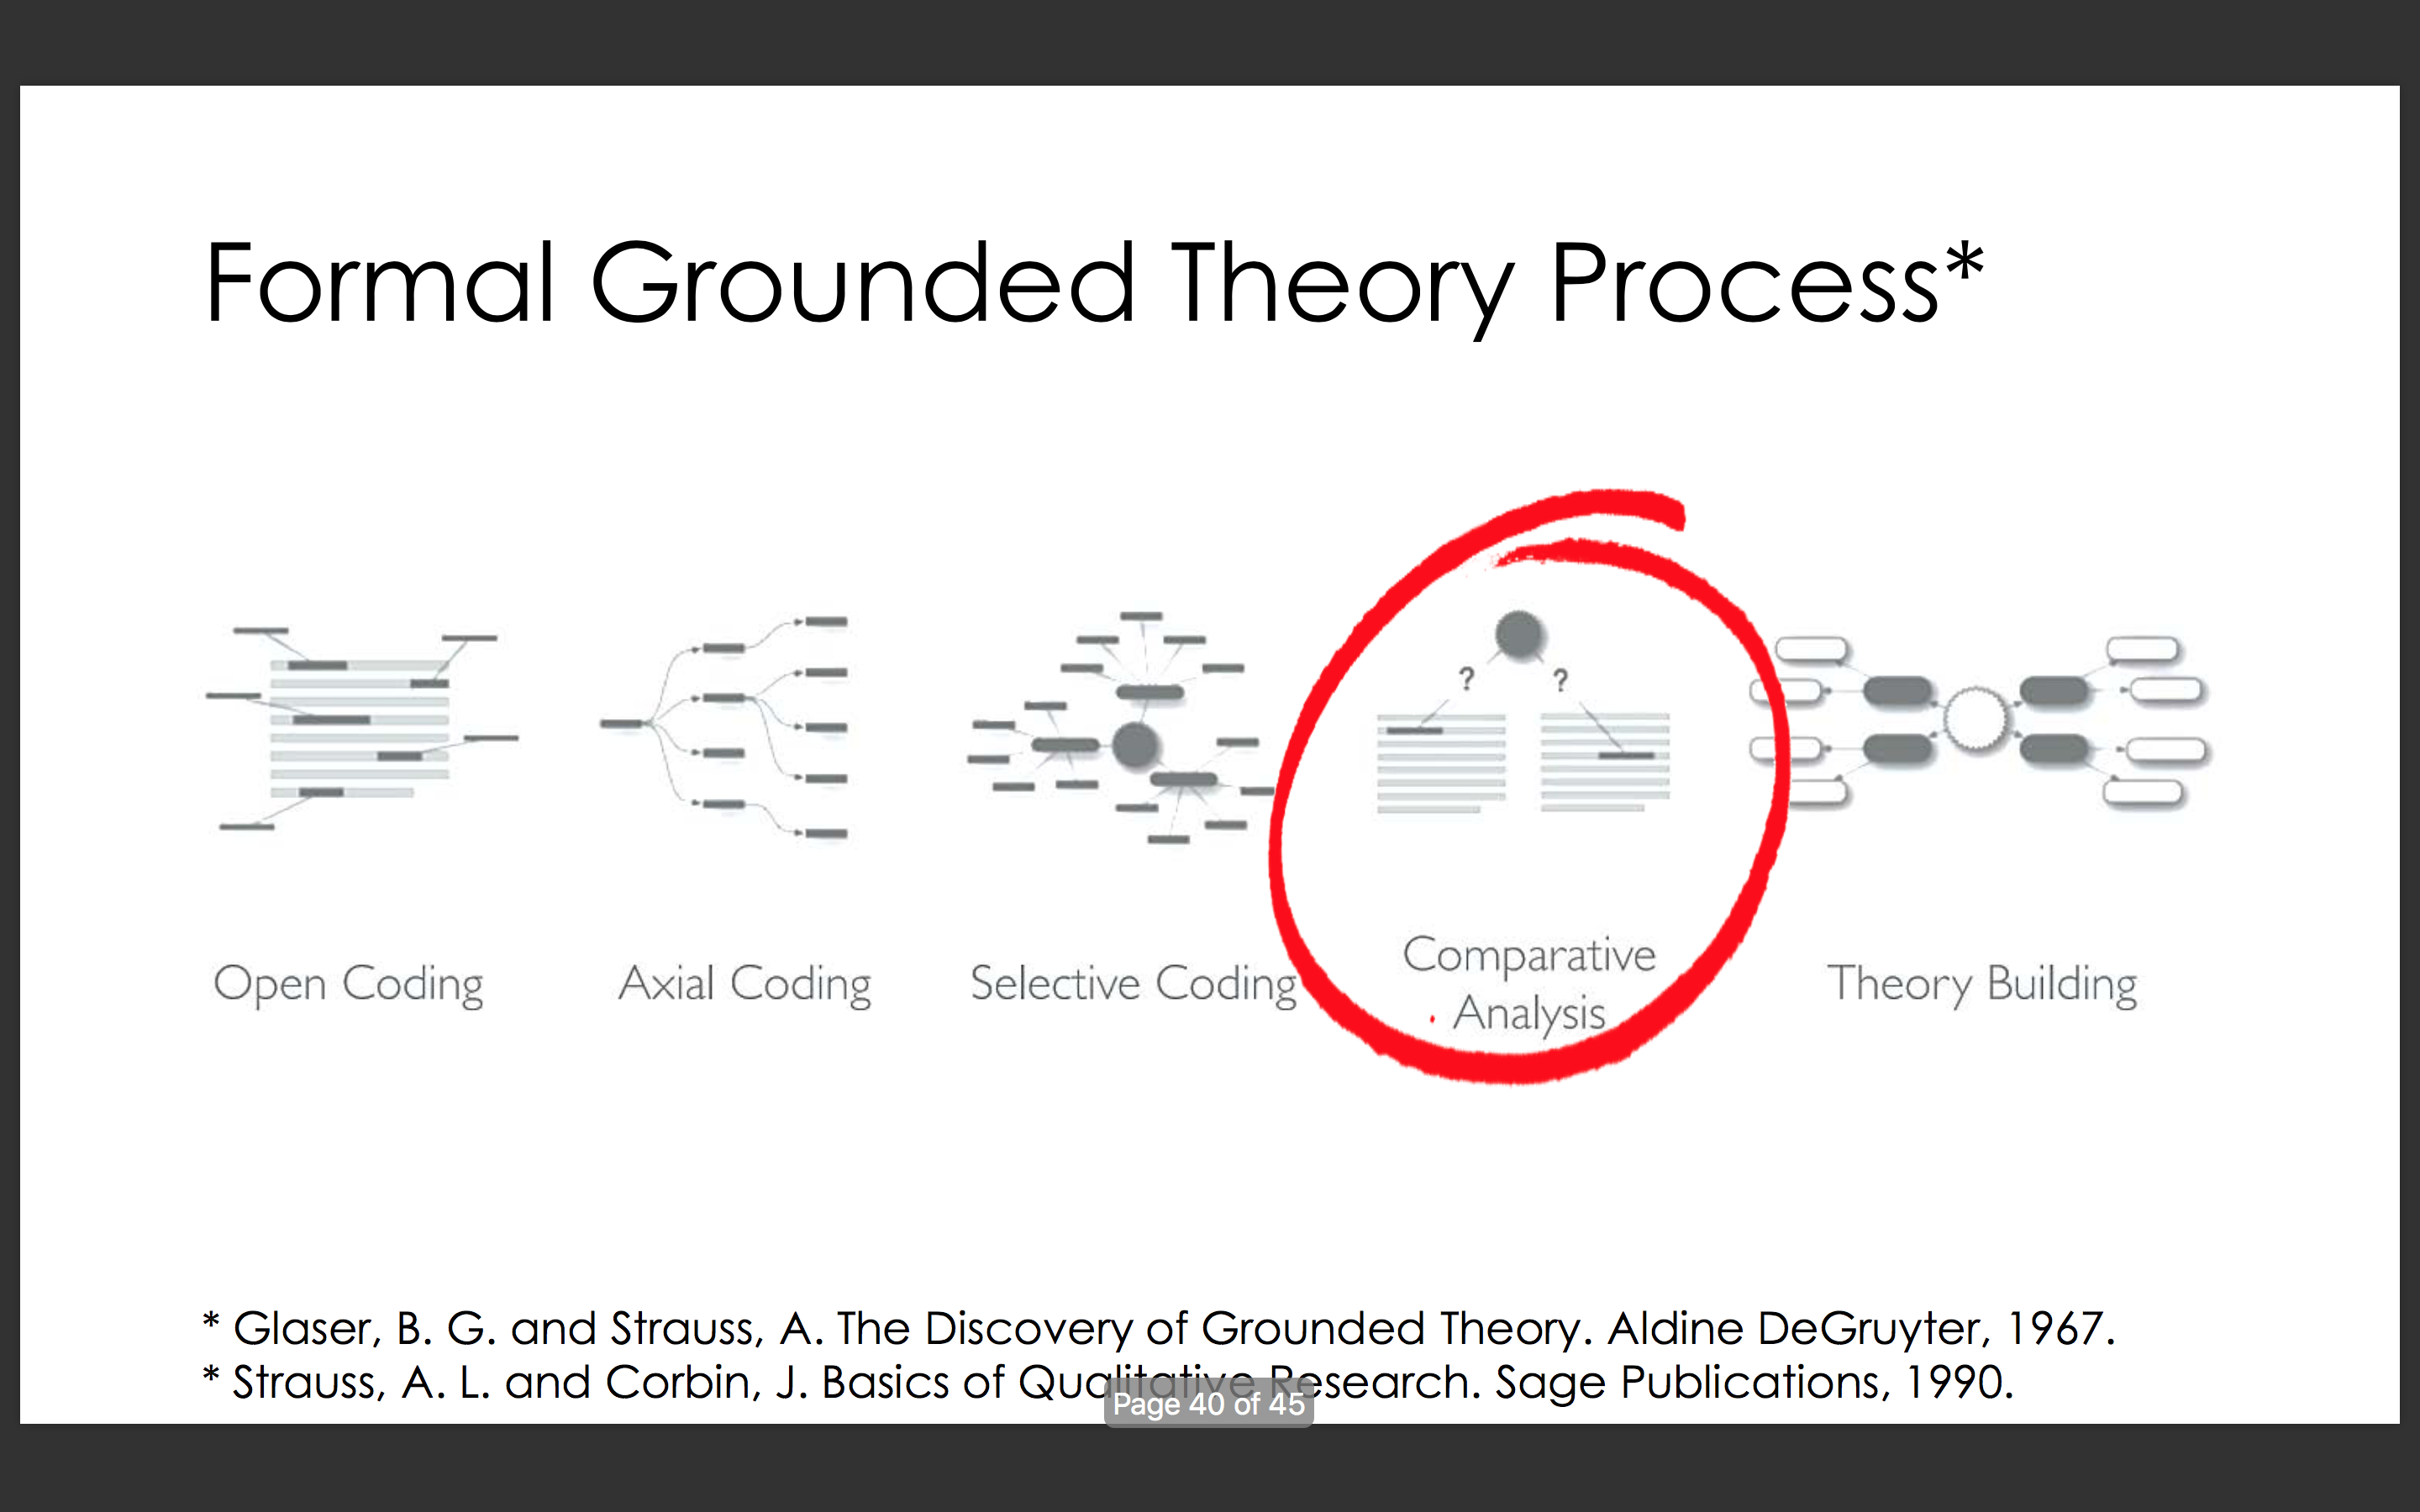 Formal Grounded Theory Process*
? ?
Open Coding
Axial Coding
Selective Coding
Comparative
Analysis
Theory Building
* Glaser, B. G. and Strauss, A. The Discovery of Grounded Theory. Aldine DeGruyter, 1967.
* Strauss, A. L. and Corbin, J. Basics of Qualitative Research. Sage Publications, 1990.
Page 40 of 45